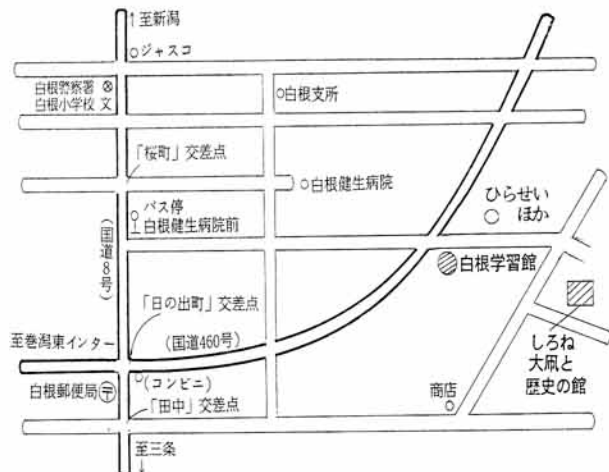 ↑至新潟
ジャスコ
白根警察署
白根小学校 文
白根支所
「桜町」交差点
白根健生病院
バス停
白根健生病院前
ひらせい
ほか
(国道8号)
白根学習館
「日の出町」交差点
至巻潟東インター
(国道460号)
しろね
大凧と
歴史の館
(コンビニ)
白根郵便局〒
商店
「田中」交差点
至三条
↓